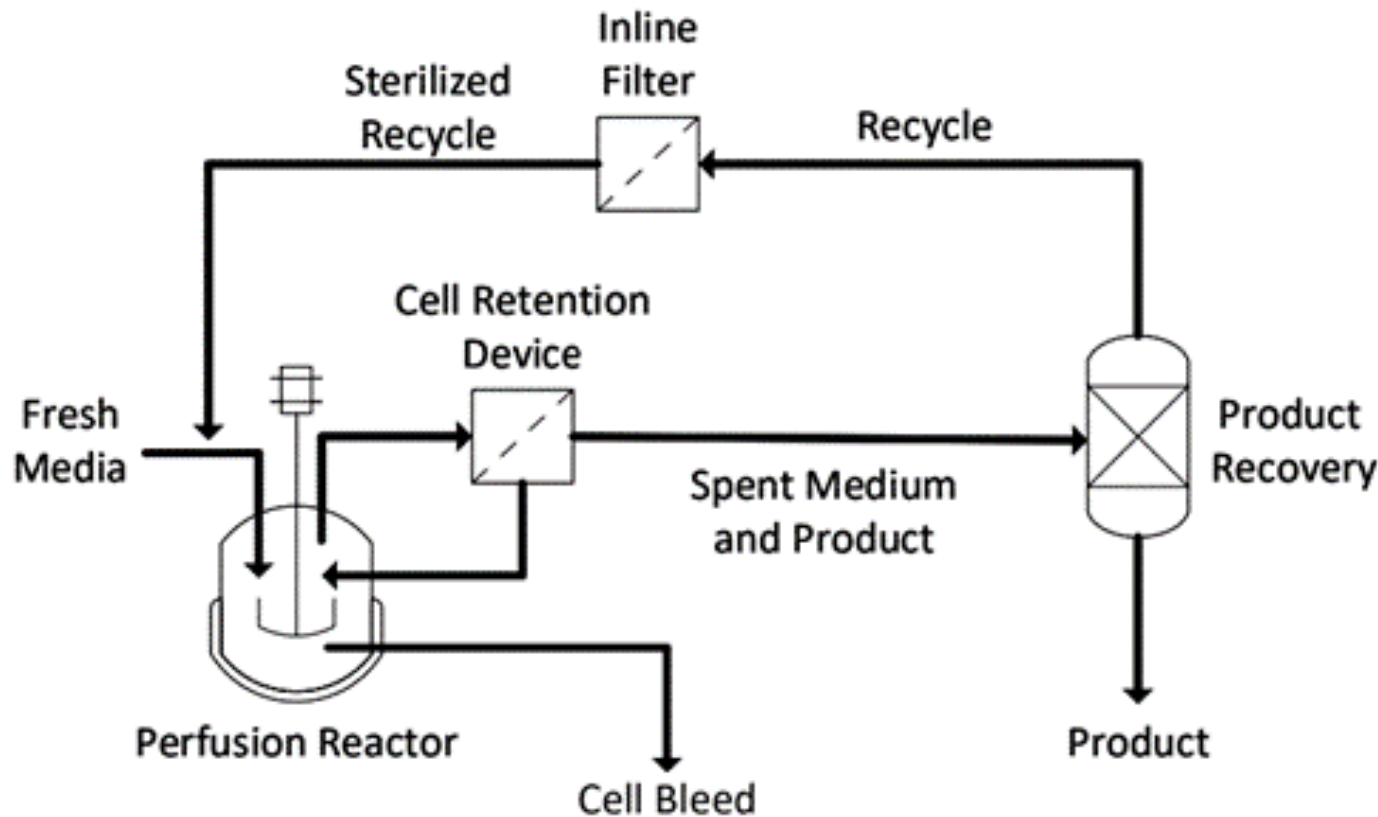 Inline
Filter
Sterilized
Recycle
Recycle
Cell Retention
Device
Fresh
Media
Spent Medium
and Product
Product
Recovery
Perfusion Reactor
Product
Cell Bleed